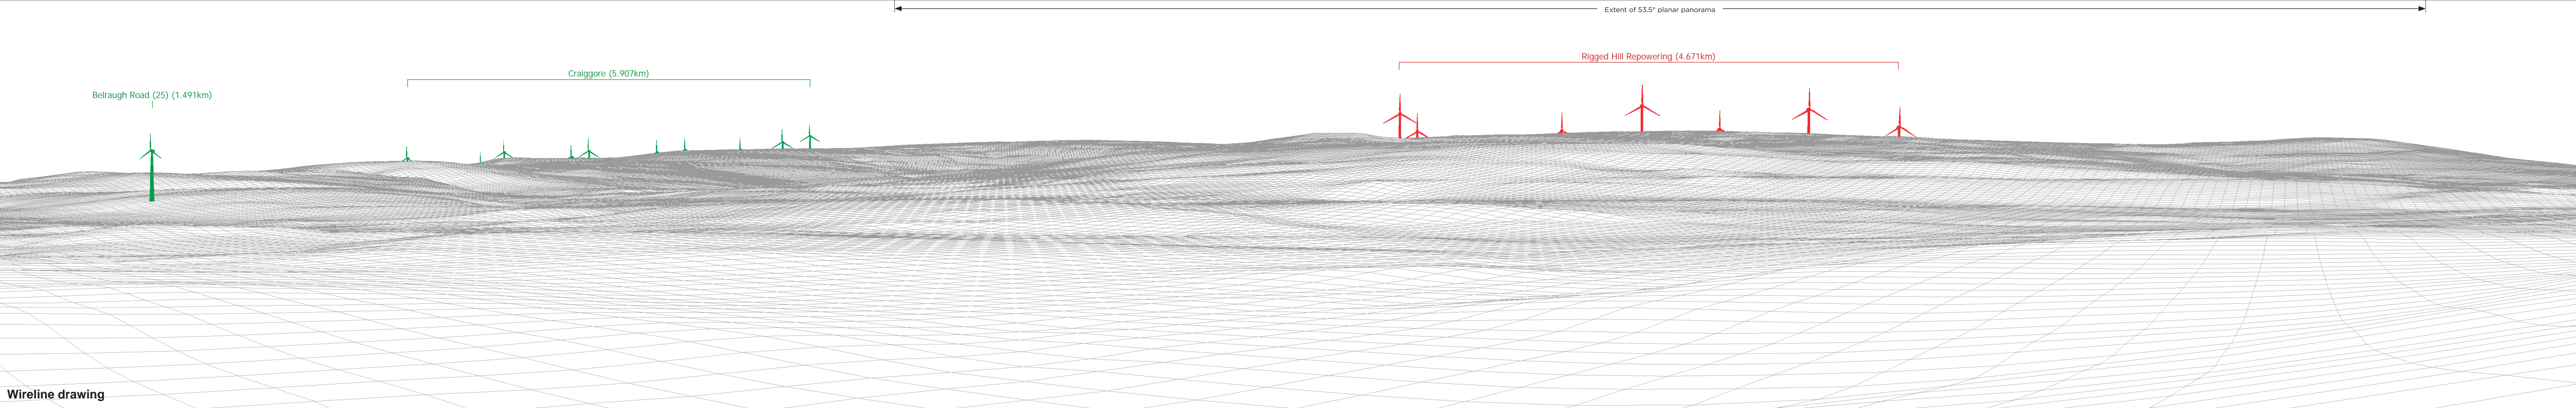 Extent of 53.5° planar panorama
Rigged Hill Repowering (4.671km)
Craiggore (5.907km)
Belraugh Road (25) (1.491km)
Wireline drawing